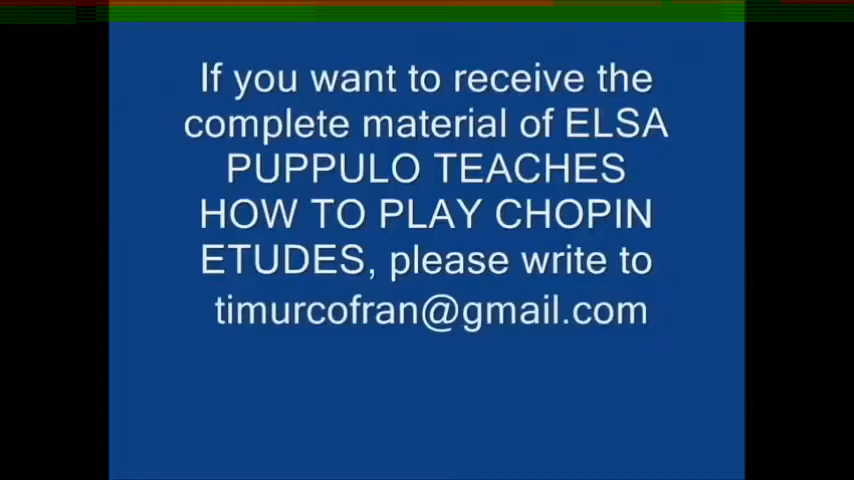 If you want to receive the
complete material of ELSA
PUPPULO TEACHES
HOW TO PLAY CHOPIN
ETUDES, please write to
timurcofran@gmail.com